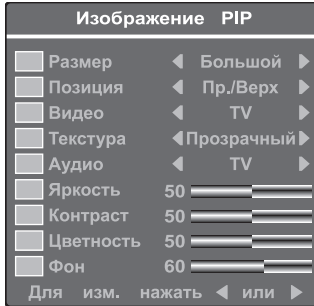 Изображение PIP
Размер Большой
Позиция Пр./Верх
Видео TV
Текстура Прозрачный
Аудио TV
Яркость 50
Контраст 50
Цветность 50
Фон 60
Для изм. нажать ◀ или ▶